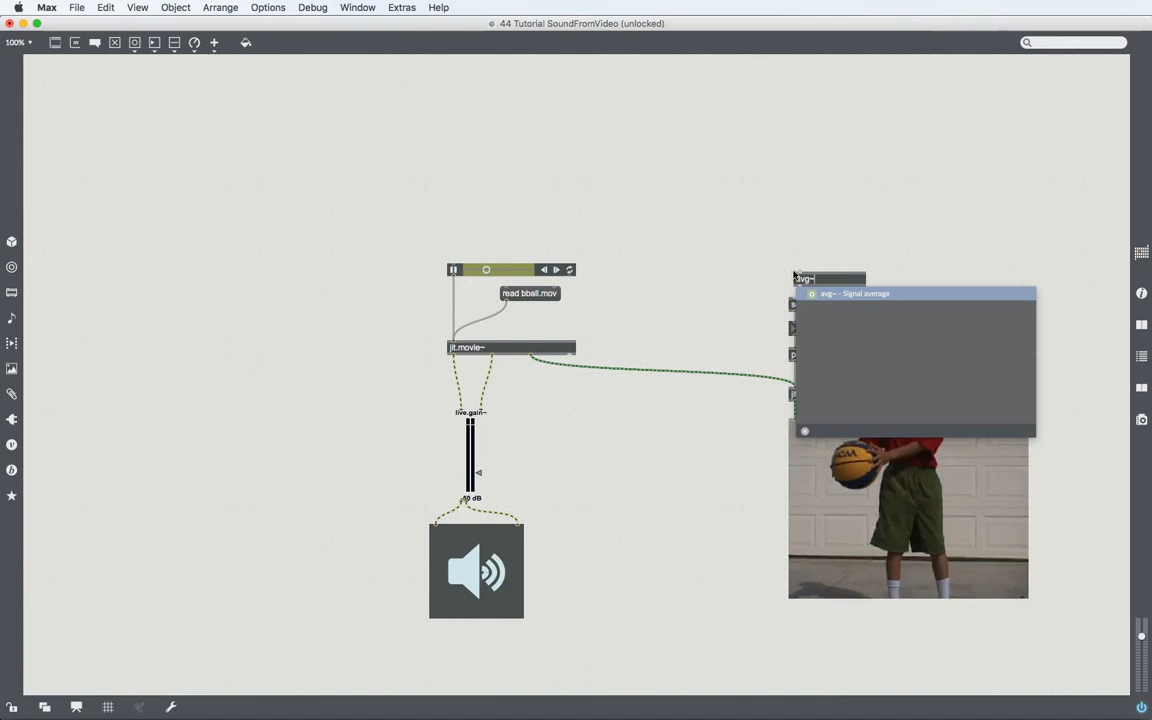 Max File Edit View Object Arrange Options Debug Window Extras Help
44 Tutorial SoundFromVideo (unlocked)
100%
avg~
avg~ - Signal average
read bball.mov
jit.movie~
live.gain~